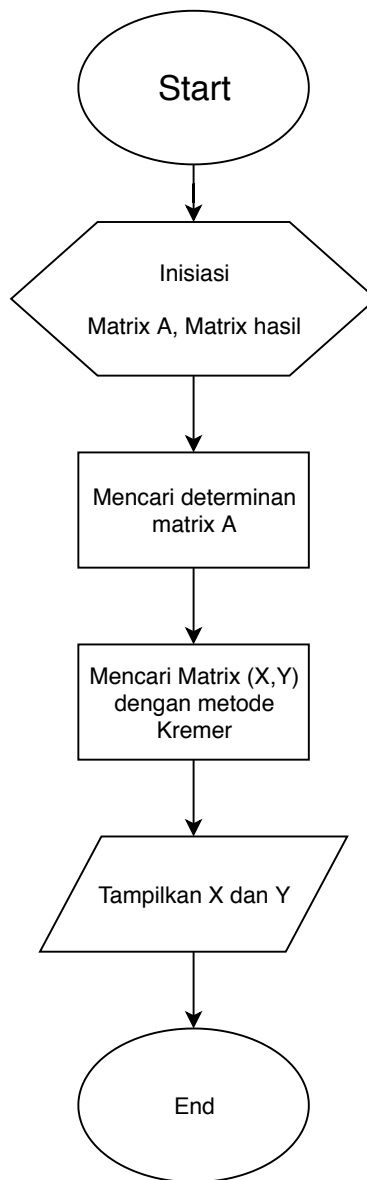 Start
Inisiasi
Matrix A, Matrix hasil
Mencari determinan
matrix A
Mencari Matrix (X,Y)
dengan metode
Kremer
Tampilkan X dan Y
End